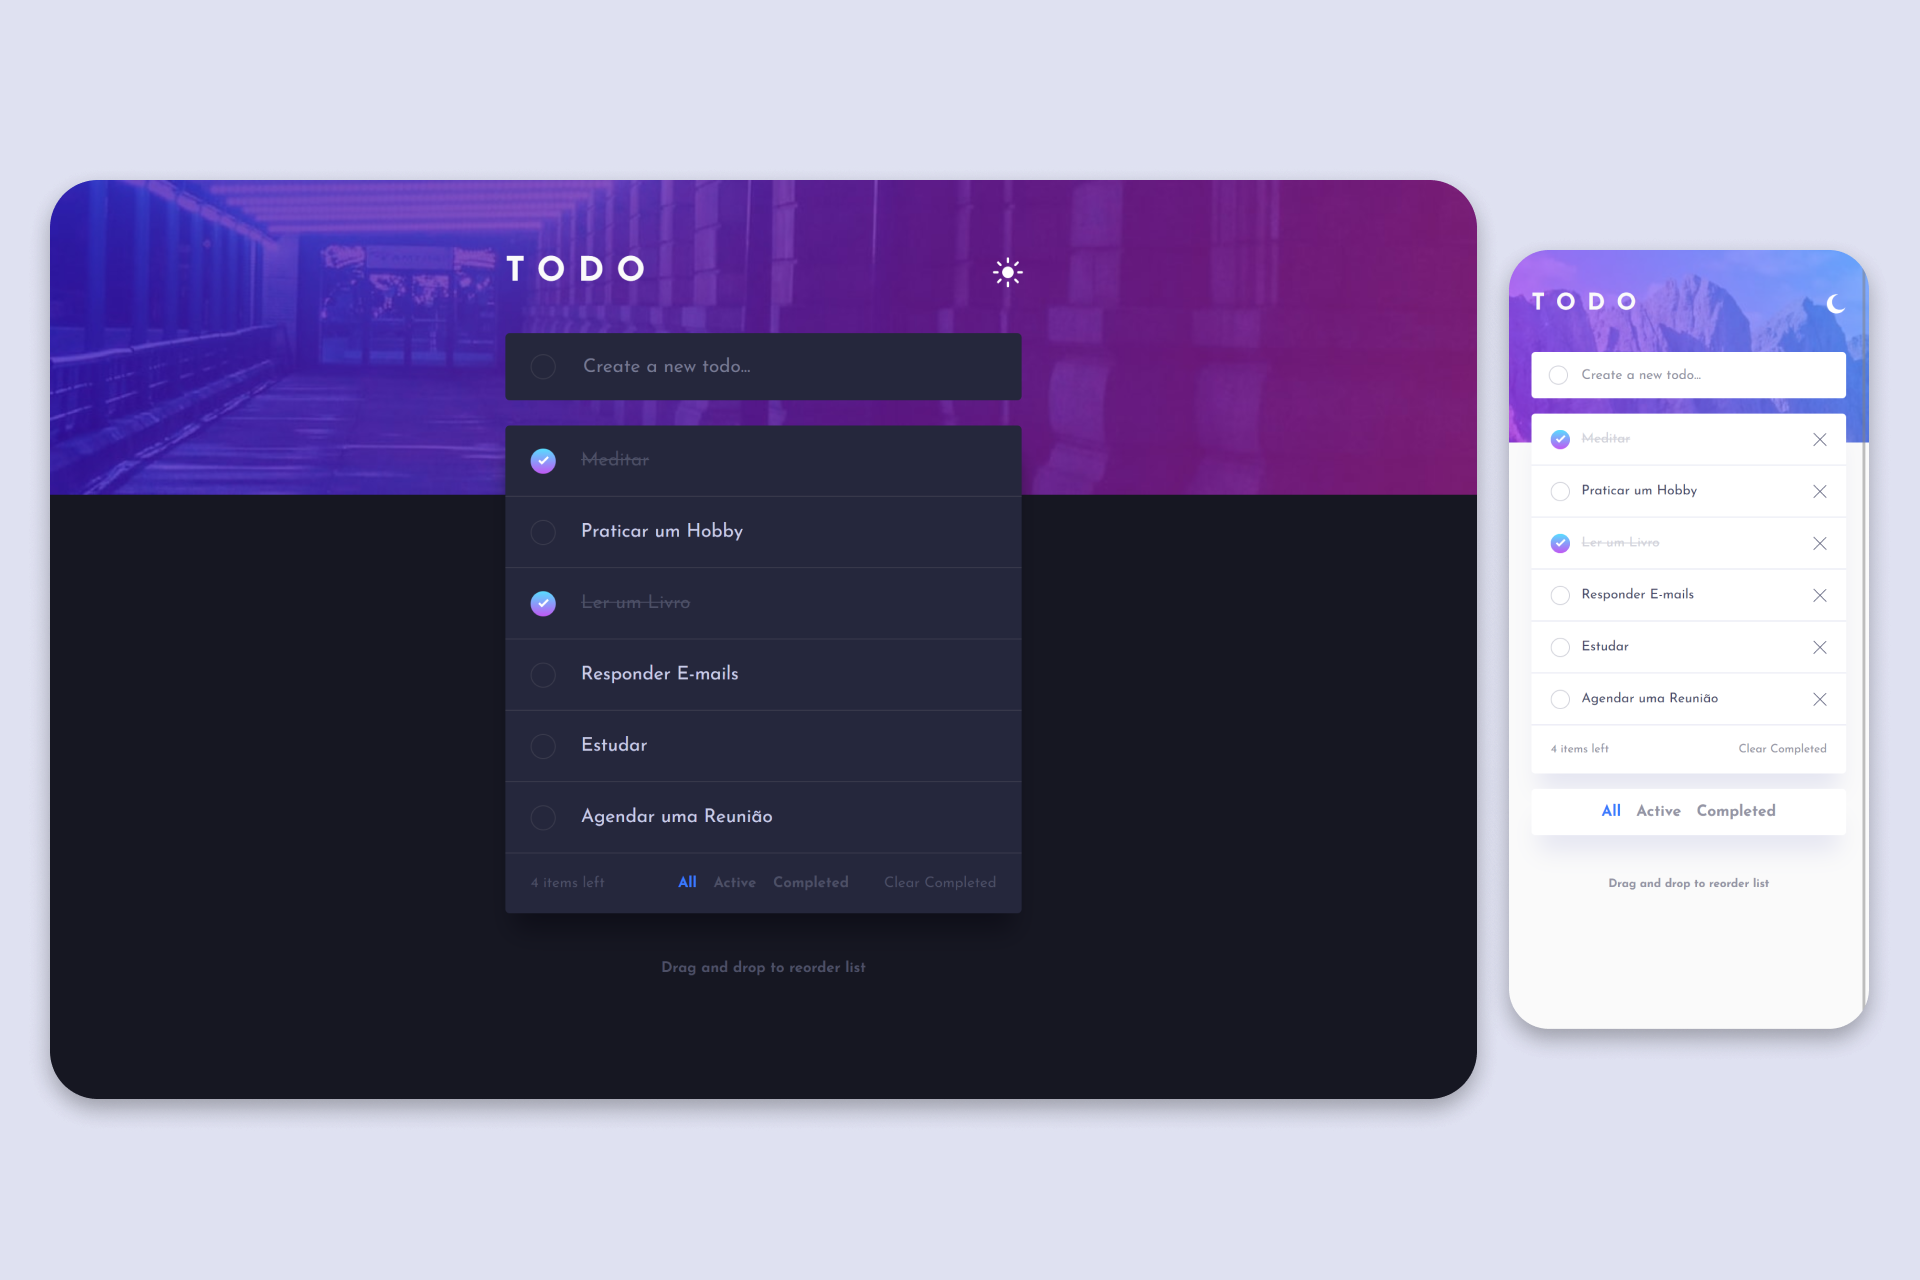 TODO
Create a new todo...
Meditar
Praticar um Hobby
Ler um Livro
Responder E-mails
Estudar
Agendar uma Reunião
4 items left All Active Completed Clear Completed
Drag and drop to reorder list
TODO
Create a new todo...
Meditar
Praticar um Hobby
Ler um Livro
Responder E-mails
Estudar
Agendar uma Reunião
4 items left Clear Completed
All Active Completed
Drag and drop to reorder list